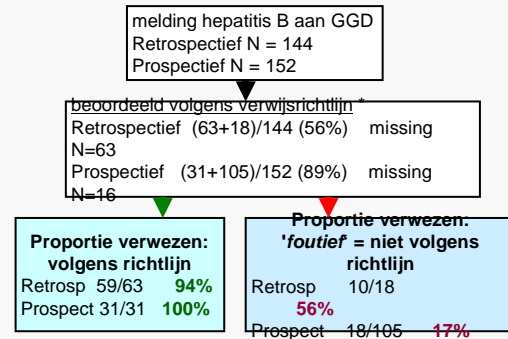 melding hepatitis B aan GGD
Retrospectief N = 144
Prospectief N = 152
beoordeeld volgens verwijsrichtlijn *
Retrospectief (63+18)/144 (56%) missing
N=63
Prospectief (31+105)/152 (89%) missing
N=16
Proportie verwezen:
volgens richtlijn
Retrosp 59/63 94%
Prospect 31/31 100%
Proportie verwezen:
'foutief' = niet volgens
richtlijn
Retrosp 10/18
56%
Prospect 18/105 17%